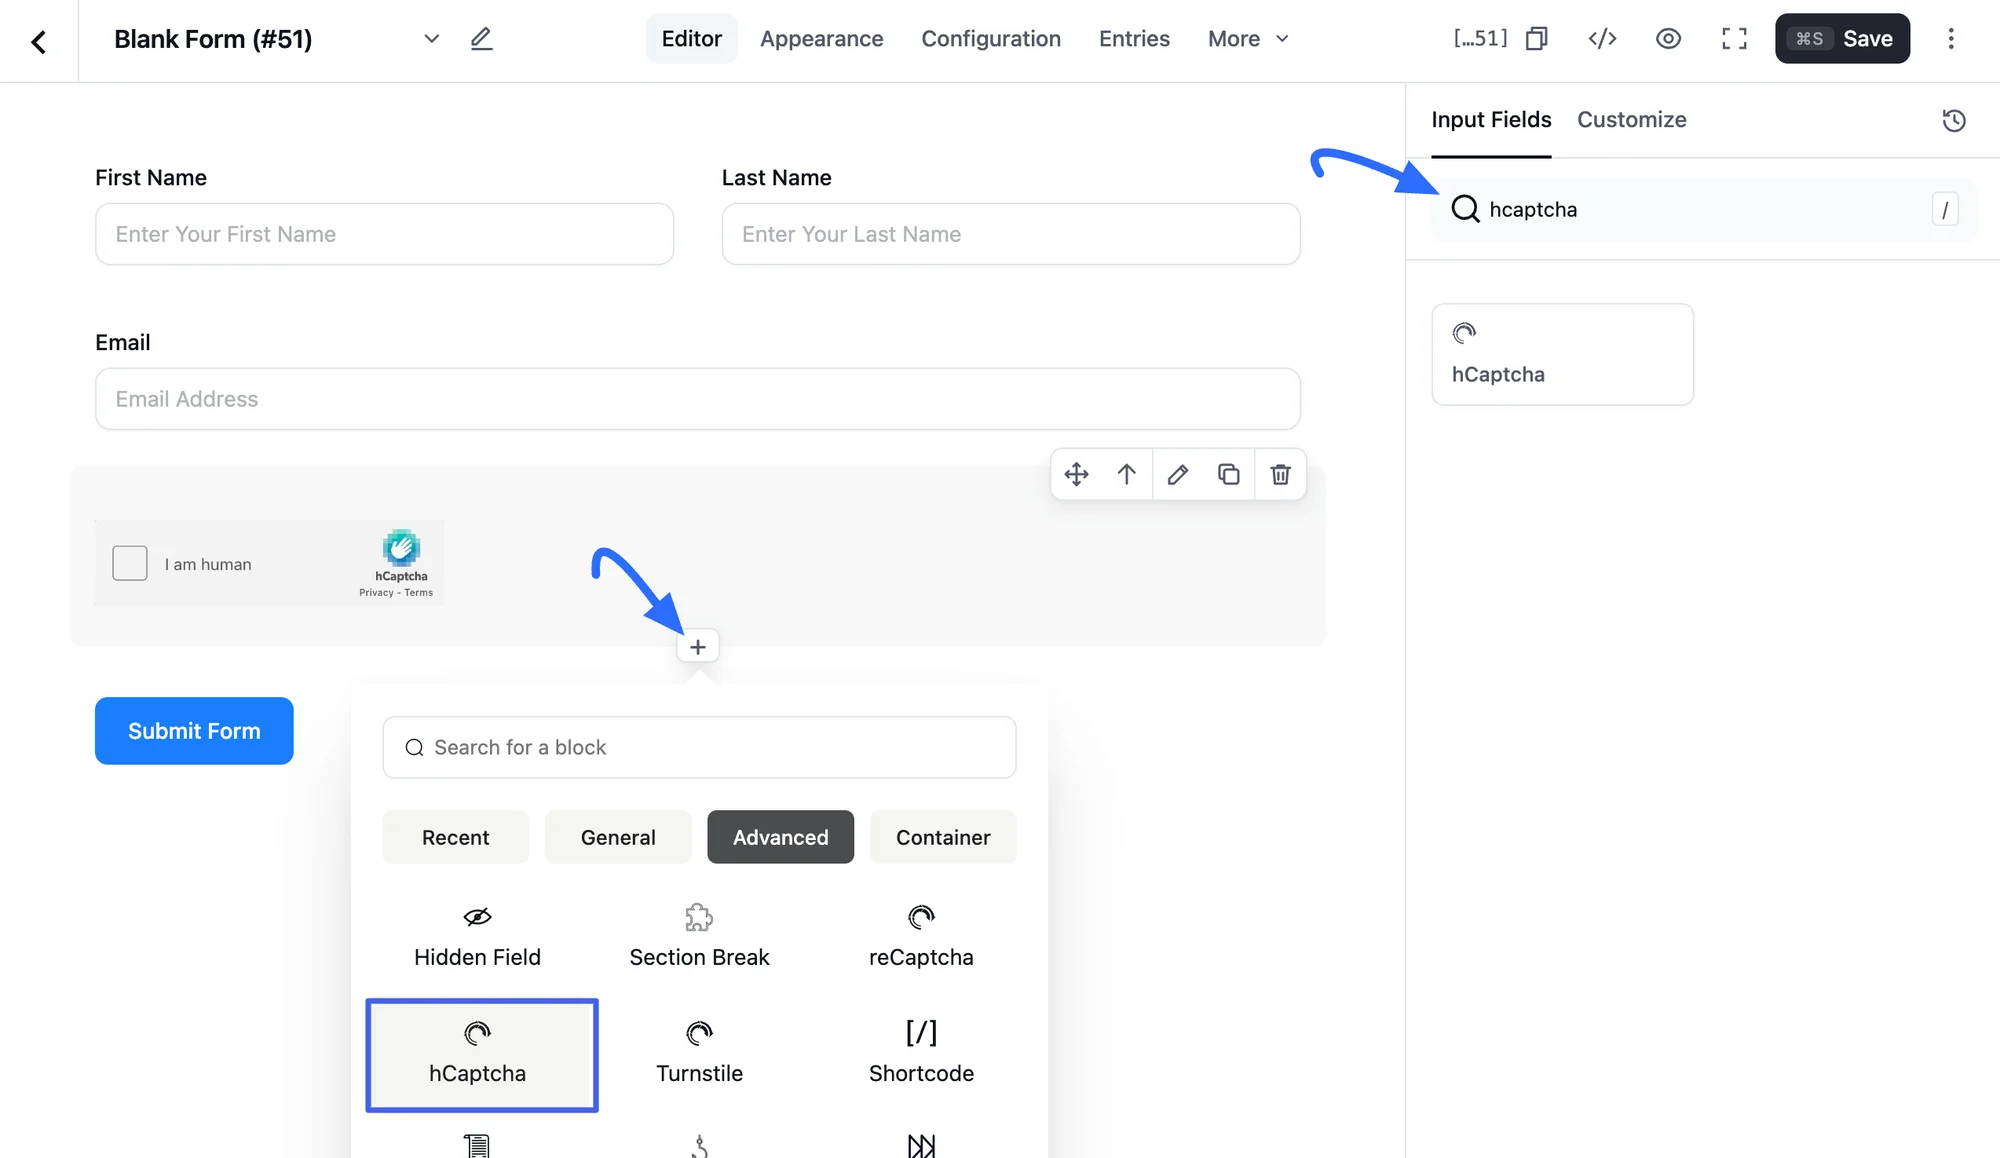 Blank Form (#51)
Editor
Appearance
Configuration
Entries
More
[...51]
</>
⌘S Save
Input Fields
Customize
hcaptcha
/
hCaptcha
First Name
Last Name
Enter Your First Name
Enter Your Last Name
Email
Email Address
I am human
hCaptcha
Privacy - Terms
Submit Form
Search for a block
Recent
General
Advanced
Container
Hidden Field
Section Break
reCaptcha
hCaptcha
Turnstile
[/]
Shortcode